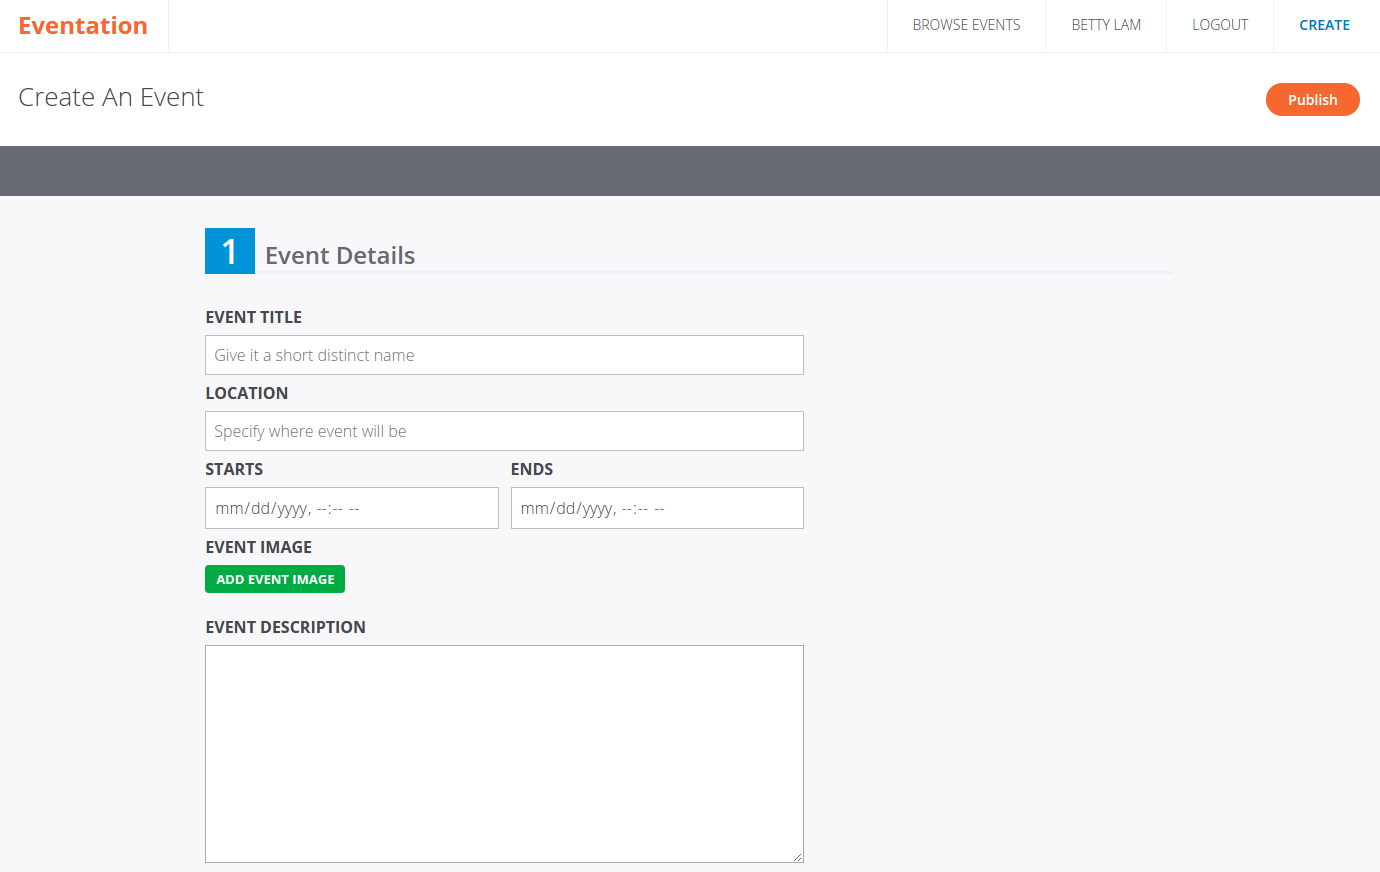 Eventation
BROWSE EVENTS
BETTY LAM
LOGOUT
CREATE
Create An Event
Publish
1 Event Details
EVENT TITLE
Give it a short distinct name
LOCATION
Specify where event will be
STARTS
ENDS
mm/dd/yyyy, --:-- --
mm/dd/yyyy, --:-- --
EVENT IMAGE
ADD EVENT IMAGE
EVENT DESCRIPTION